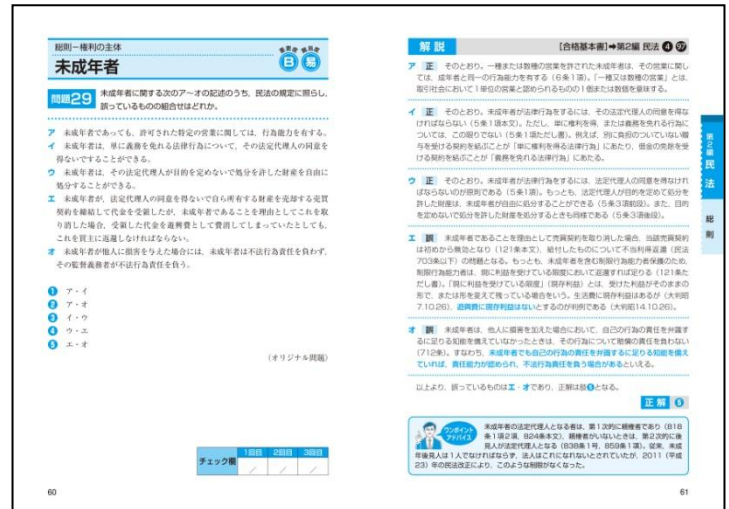 総則−権利の主体
未成年者
重要度 難易度
B 易
問題29 未成年者に関する次のア〜オの記述のうち、民法の規定に照らし、
誤っているものの組合せはどれか。
ア 未成年者であっても、許可された特定の営業に関しては、行為能力を有する。
イ 未成年者は、単に義務を免れる法律行為について、その法定代理人の同意を
得ないですることができる。
ウ 未成年者は、その法定代理人が目的を定めないで処分を許した財産を自由に
処分することができる。
エ 未成年者が、法定代理人の同意を得ないで自ら所有する財産を売却する売買
契約を締結して代金を受領したが、未成年者であることを理由としてこれを取
り消した場合、受領した代金を遊興費として費消してしまっていたとしても、
これを買主に返還しなければならない。
オ 未成年者が他人に損害を与えた場合には、未成年者は不法行為責任を負わず、
その監督義務者が不法行為責任を負う。
1 ア・イ
2 ア・オ
3 イ・ウ
4 ウ・エ
5 エ・オ
(オリジナル問題)
チェック欄 1回目 2回目 3回目
60
解説 [合格基本書]➡第2編 民法 4 97
ア 正 そのとおり。一種または数種の営業を許された未成年者は、その営業に関し
ては、成年者と同一の行為能力を有する(6条1項)。「一種又は数種の営業」とは、
取引社会において1単位の営業と認められるものの1個または数個を意味する。
イ 正 そのとおり。未成年者が法律行為をするには、その法定代理人の同意を得な
ければならない(5条1項本文)。ただし、単に権利を得、または義務を免れる行為に
ついては、この限りでない(5条1項ただし書)。例えば、別に負担のついていない贈
与を受ける契約を結ぶことが「単に権利を得る法律行為」にあたり、借金の免除を受
ける契約を結ぶことが「義務を免れる法律行為」にあたる。
ウ 正 そのとおり。未成年者が法律行為をするには、法定代理人の同意を得なけれ
ばならないのが原則である(5条1項)。もっとも、法定代理人が目的を定めて処分を
許した財産は、未成年者が自由に処分することができる(5条3項前段)。また、目的
を定めないで処分を許した財産を処分するときも同様である(5条3項後段)。
エ 誤 未成年者であることを理由として売買契約を取り消した場合、当該売買契約
は初めから無効となり(121条本文)、給付したものについて不当利得返還(民法
703条以下)の問題となる。もっとも、未成年者を含む制限行為能力者保護のため、
制限行為能力者は、現に利益を受けている限度において返還すれば足りる(121条た
だし書)。「現に利益を受けている限度」(現存利益)とは、受けた利益がそのままの
形で、または形を変えて残っている場合をいう。生活費に現存利益はあるが(大判昭
7.10.26)、遊興費に現存利益はないとするのが判例である(大判昭14.10.26)。
オ 誤 未成年者は、他人に損害を加えた場合において、自己の行為の責任を弁識す
るに足りる知能を備えていなかったときは、その行為について賠償の責任を負わない
(712条)。すなわち、未成年者でも自己の行為の責任を弁識するに足りる知能を備え
ていれば、責任能力が認められ、不法行為責任を負う場合があるといえる。
以上より、誤っているものはエ・オであり、正解は肢5となる。
正解 5
ワンポイント
アドバイス
未成年者の法定代理人となる者は、第1次的に親権者であり(818
条1項2項、824条本文)、親権者がいないときは、第2次的に後
見人が法定代理人となる(838条1号、859条1項)。従来、未成
年後見人は1人でなければならず、法人はこれになれないとされていたが、2011(平成
23)年の民法改正により、このような制限がなくなった。
第2編
民法
総則
61